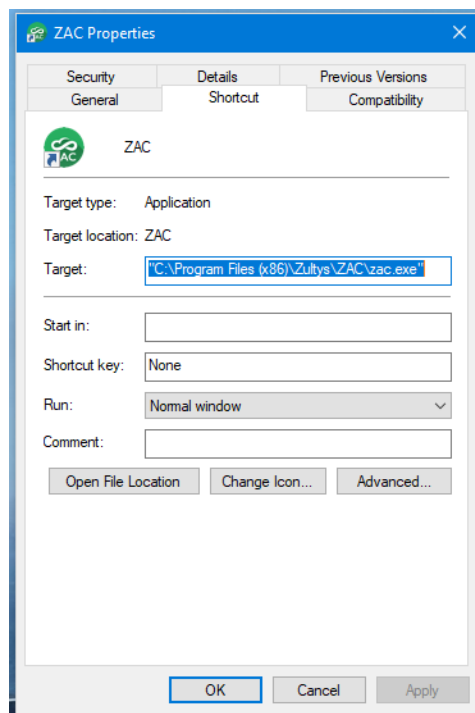 ZAC Properties
Security Details Previous Versions
General Shortcut Compatibility
AC ZAC
Target type: Application
Target location: ZAC
Target: "C:\Program Files (x86)\Zultys\ZAC\zac.exe"
Start in:
Shortcut key: None
Run: Normal window
Comment:
Open File Location Change Icon... Advanced...
OK Cancel Apply